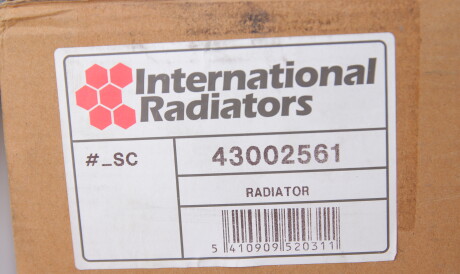 International
Radiators
#_SC
43002561
RADIATOR
5 410909 520311